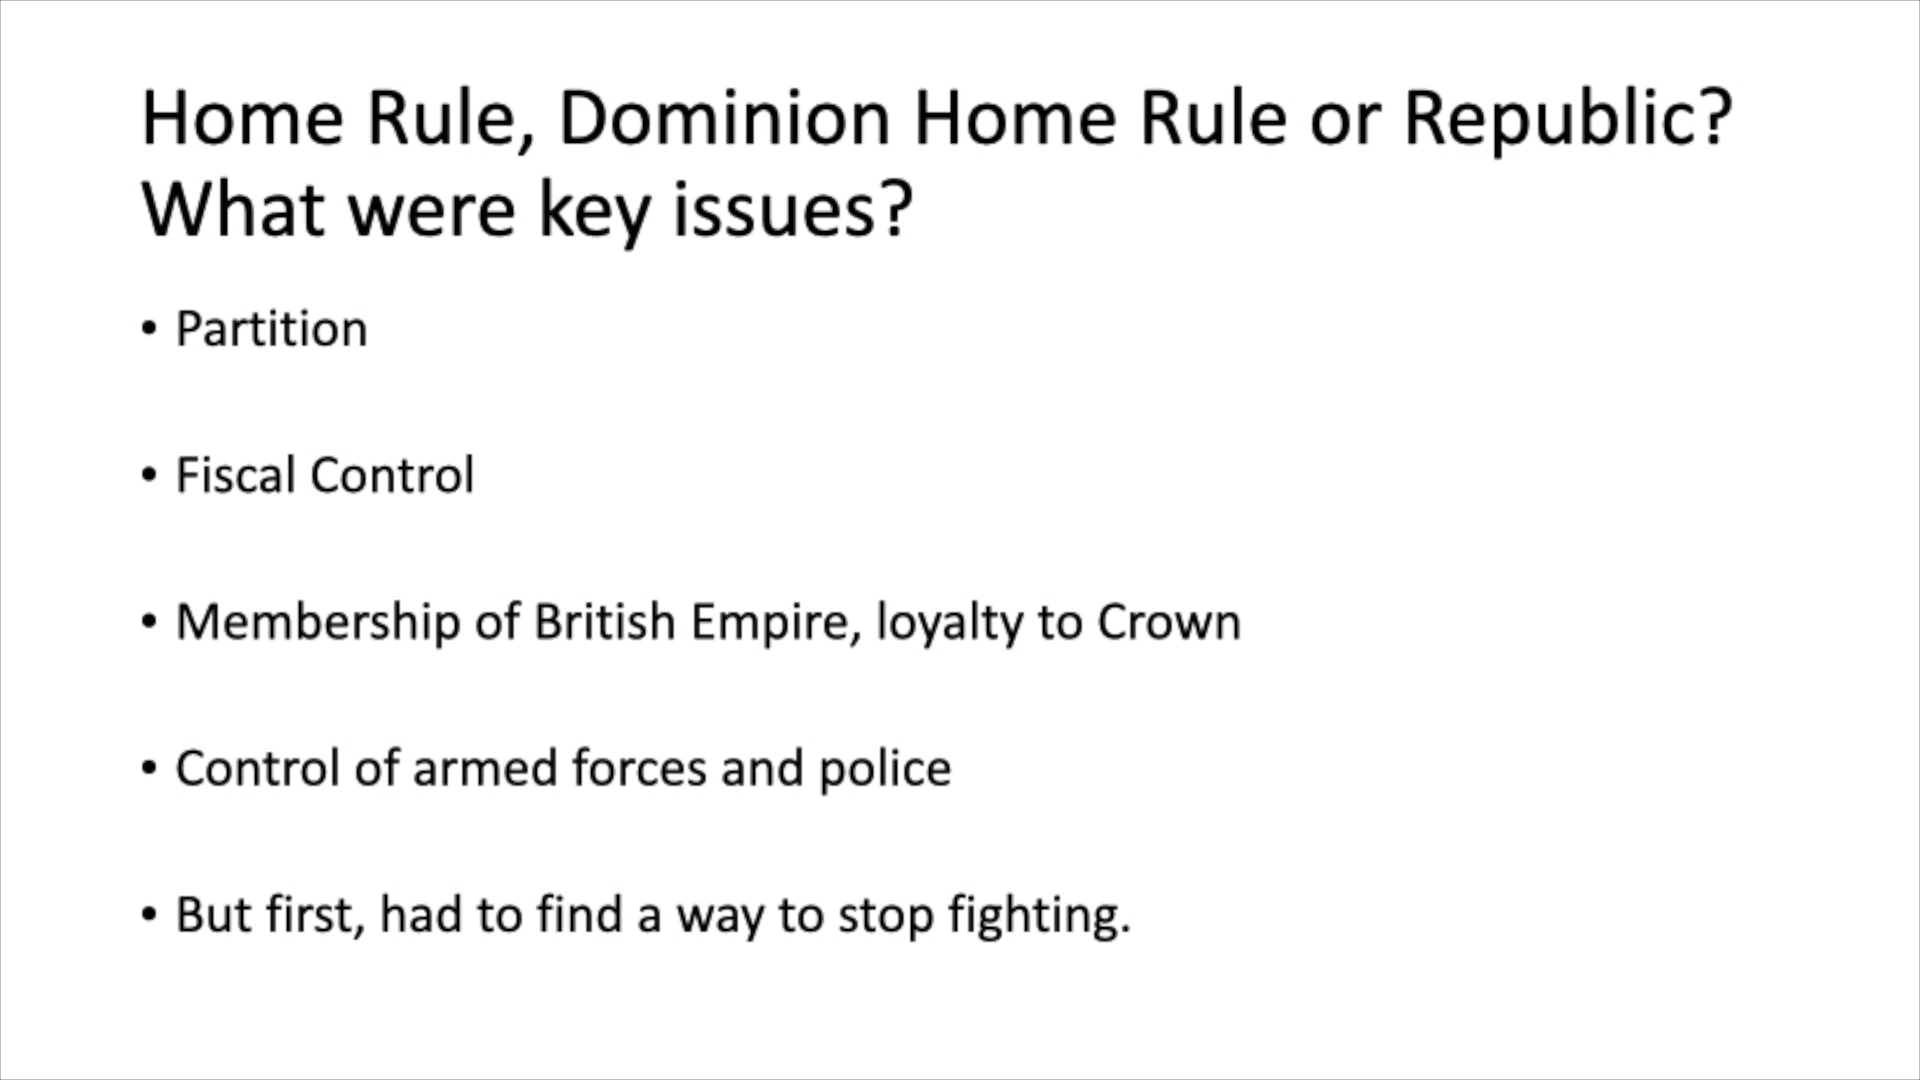 Home Rule, Dominion Home Rule or Republic?
What were key issues?
• Partition
• Fiscal Control
• Membership of British Empire, loyalty to Crown
• Control of armed forces and police
• But first, had to find a way to stop fighting.